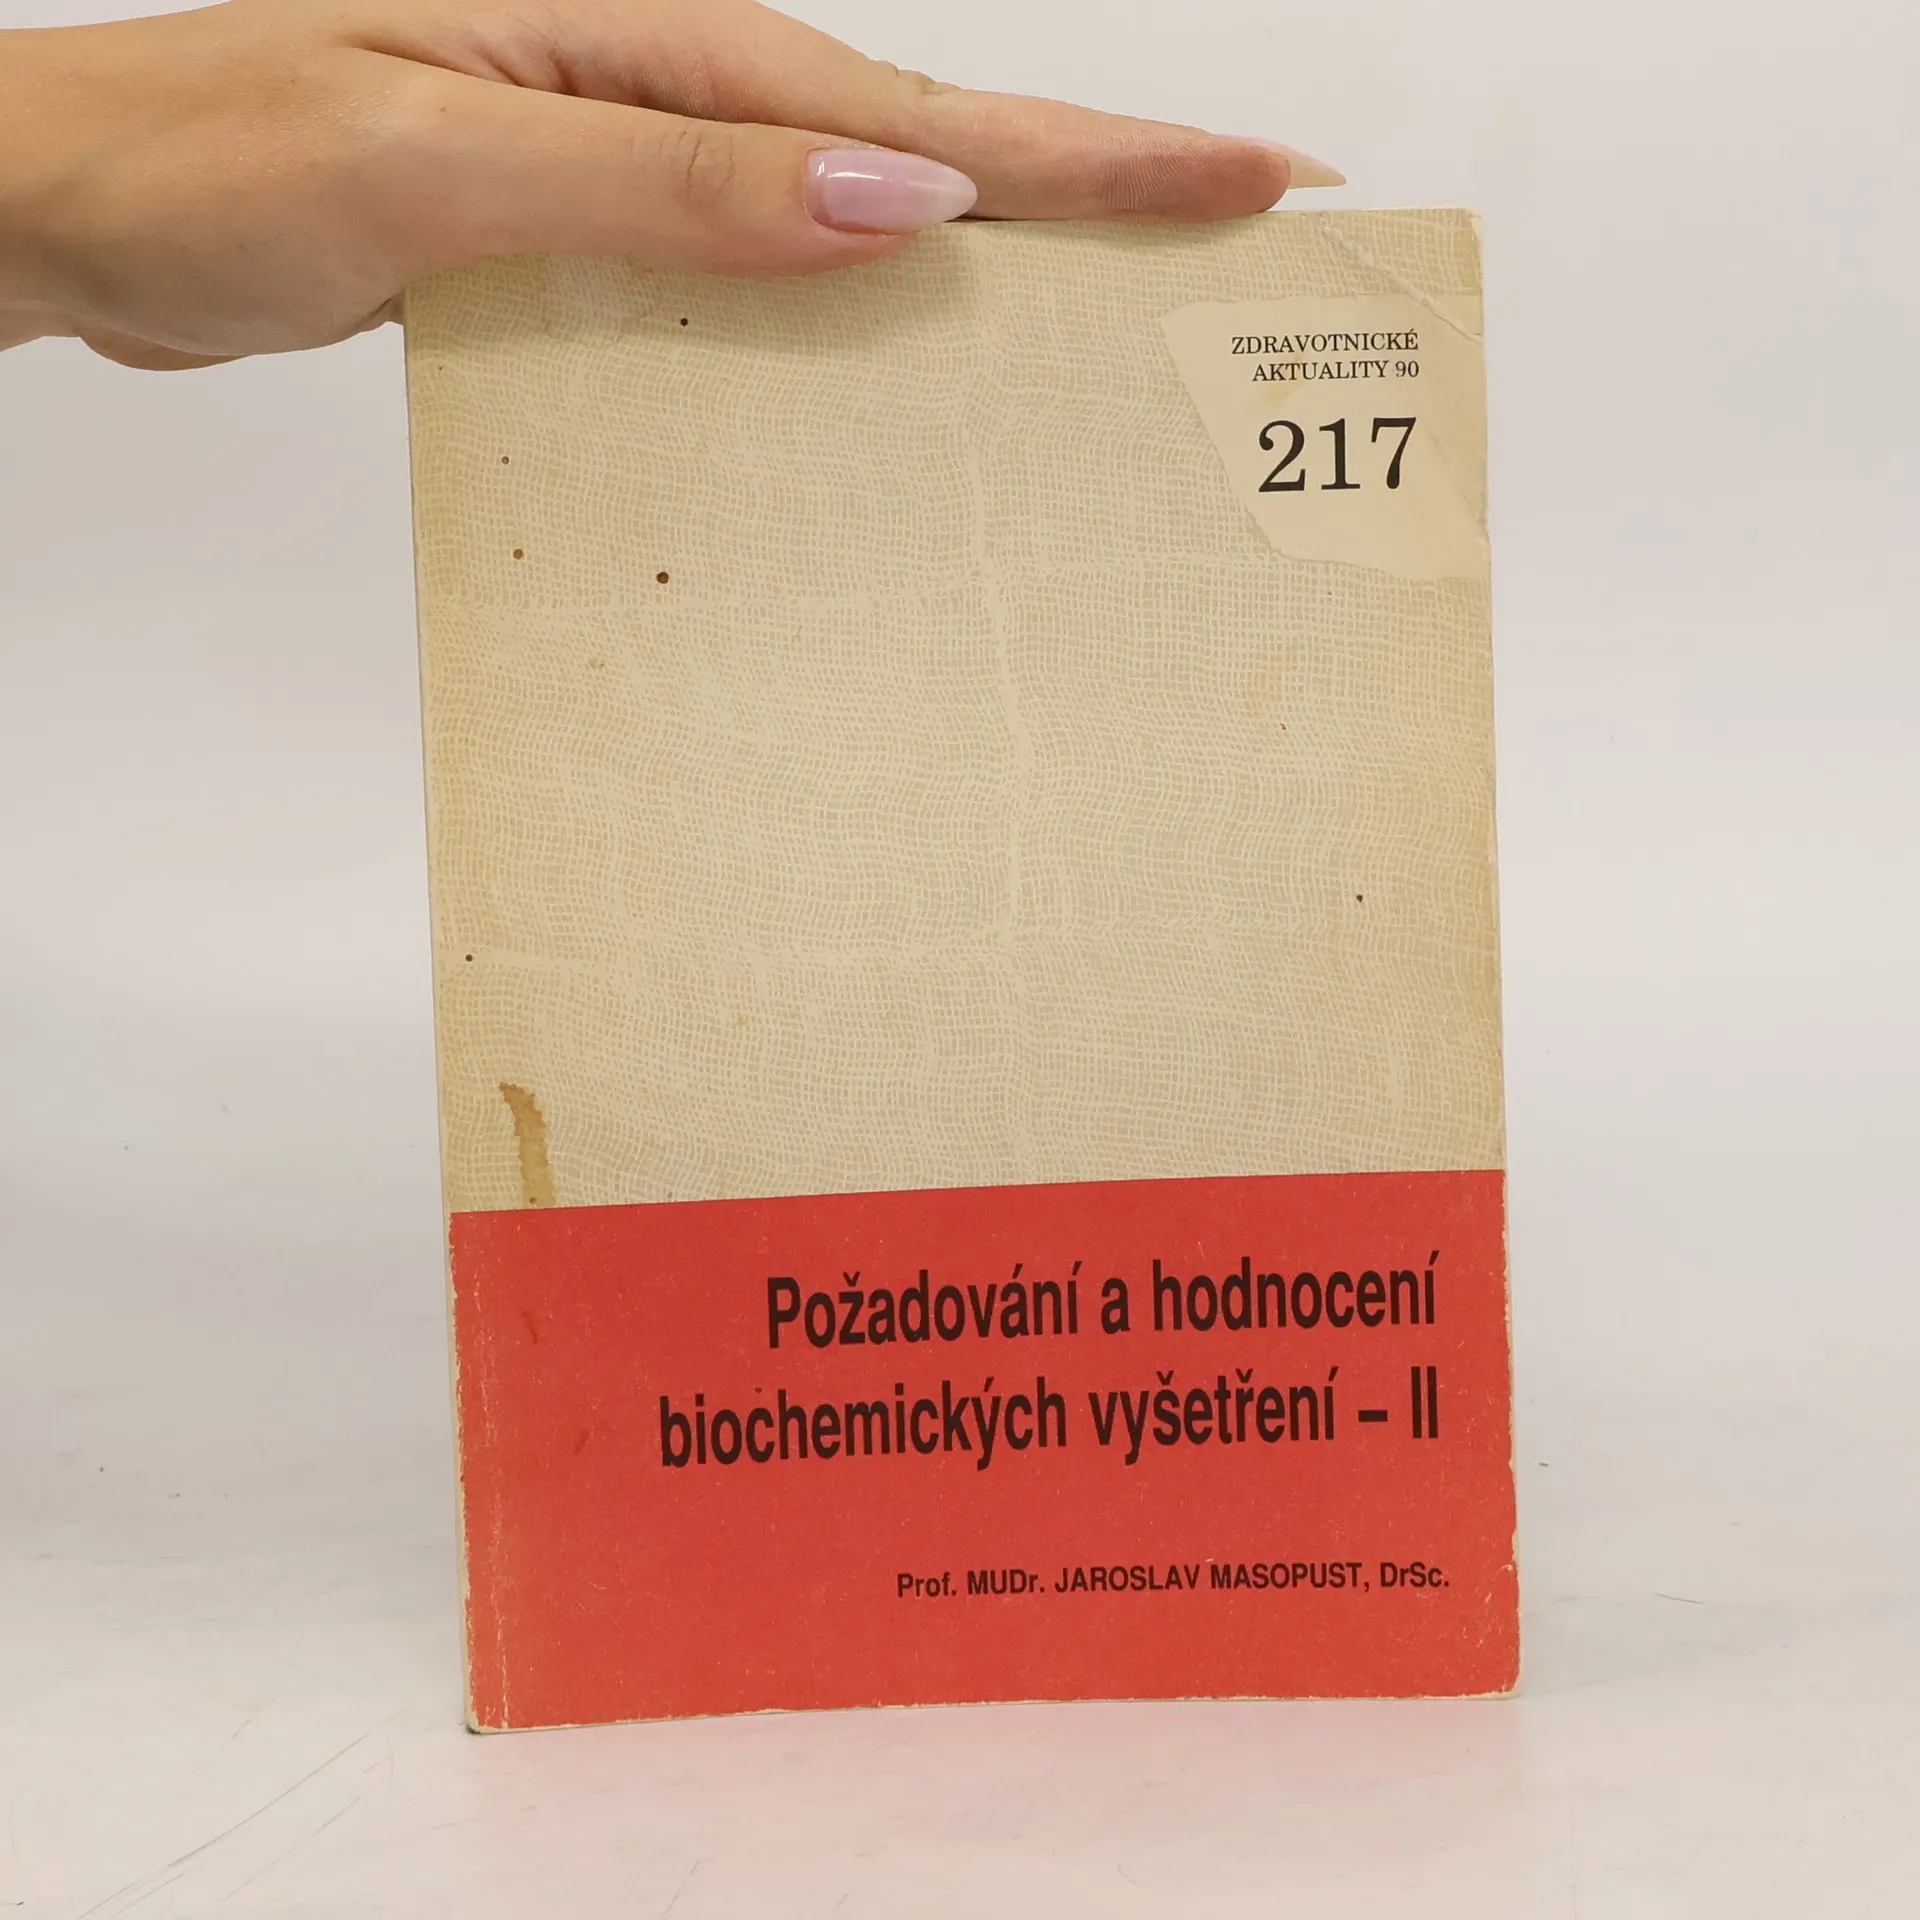 ZDRAVOTNICKÉ
AKTUALITY 90
217
Požadování a hodnocení
biochemických vyšetření – II
Prof. MUDr. JAROSLAV MASOPUST, DrSc.